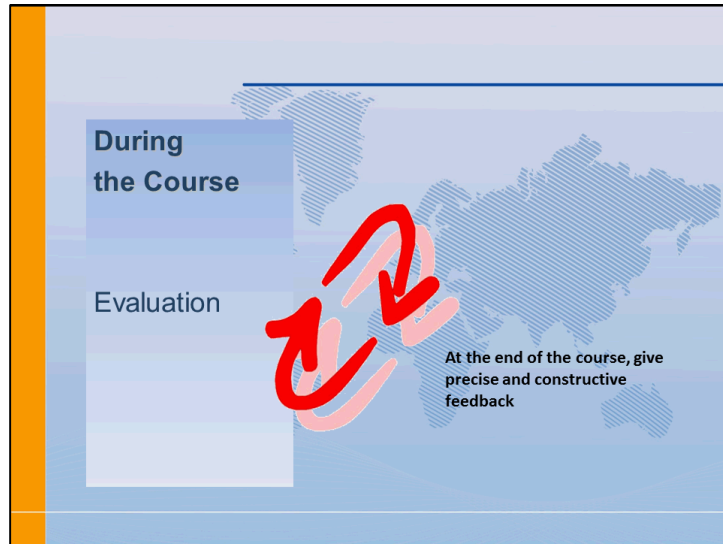 During
the Course
Evaluation
At the end of the course, give
precise and constructive
feedback